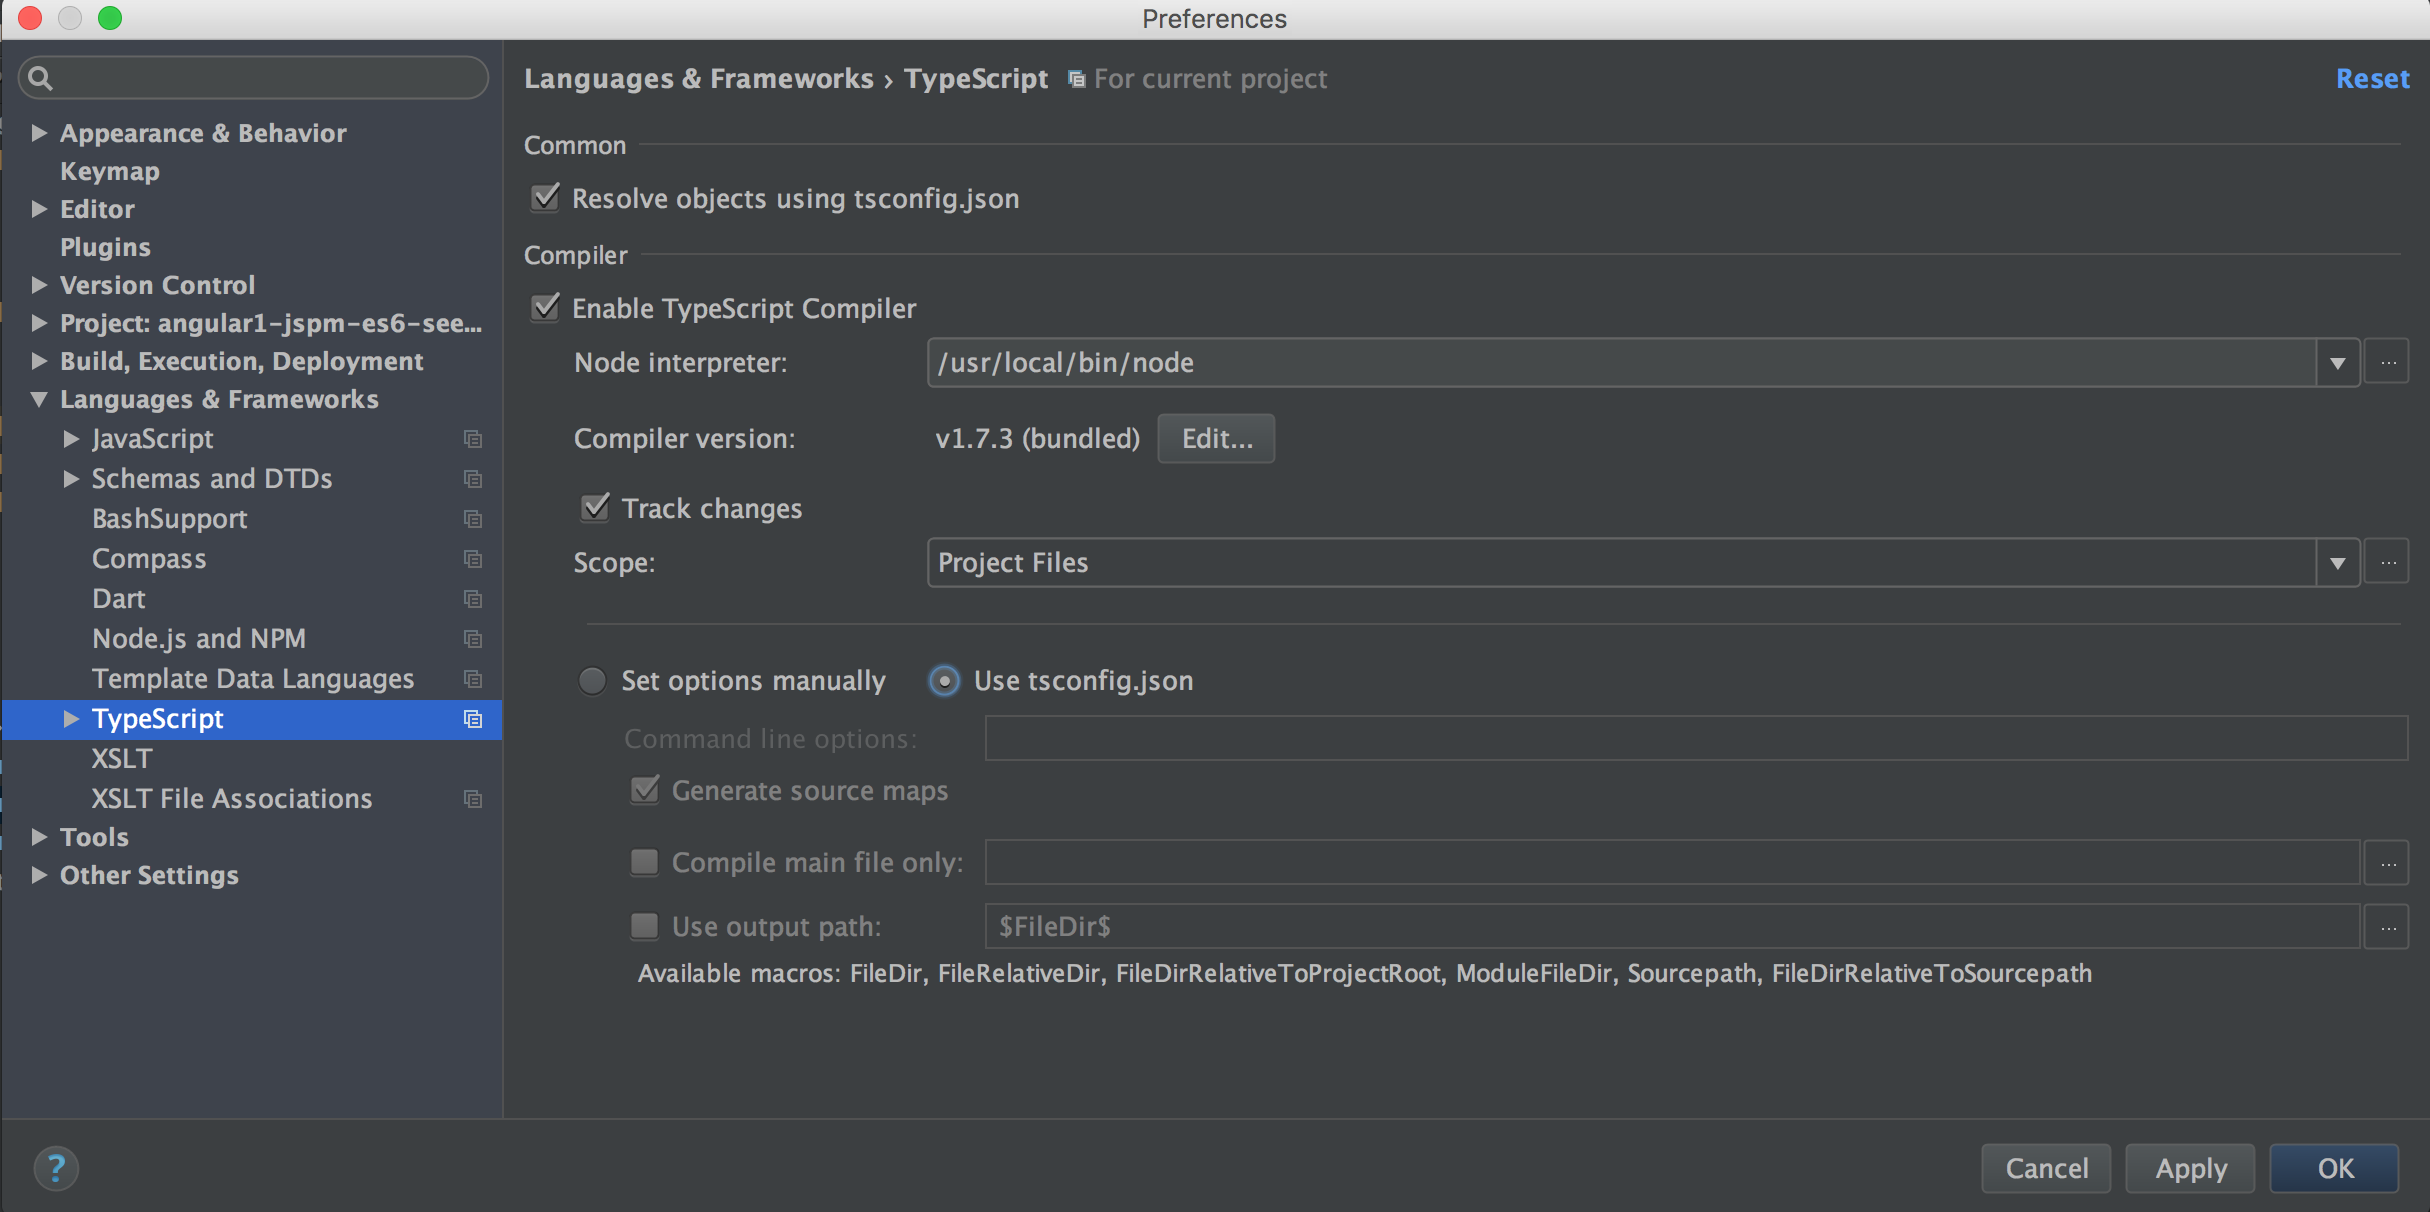 Preferences
Appearance & Behavior
Keymap
Editor
Plugins
Version Control
Project: angular1-jspm-es6-see...
Build, Execution, Deployment
Languages & Frameworks
JavaScript
Schemas and DTDs
BashSupport
Compass
Dart
Node.js and NPM
Template Data Languages
TypeScript
XSLT
XSLT File Associations
Tools
Other Settings
Languages & Frameworks › TypeScript For current project Reset
Common
Resolve objects using tsconfig.json
Compiler
Enable TypeScript Compiler
Node interpreter: /usr/local/bin/node ...
Compiler version: v1.7.3 (bundled) Edit...
Track changes
Scope: Project Files ...
Set options manually Use tsconfig.json
Command line options:
Generate source maps
Compile main file only: ...
Use output path: $FileDir$ ...
Available macros: FileDir, FileRelativeDir, FileDirRelativeToProjectRoot, ModuleFileDir, Sourcepath, FileDirRelativeToSourcepath
? Cancel Apply OK